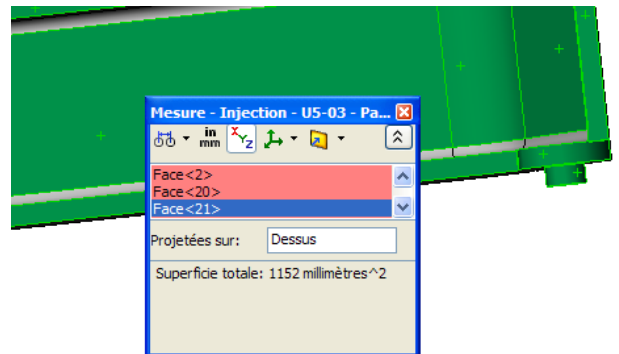 Mesure - Injection - U5-03 - Pa...
in
mm
X Y Z
Face<2>
Face<20>
Face<21>
Projetées sur: Dessus
Superficie totale: 1152 millimètres^2